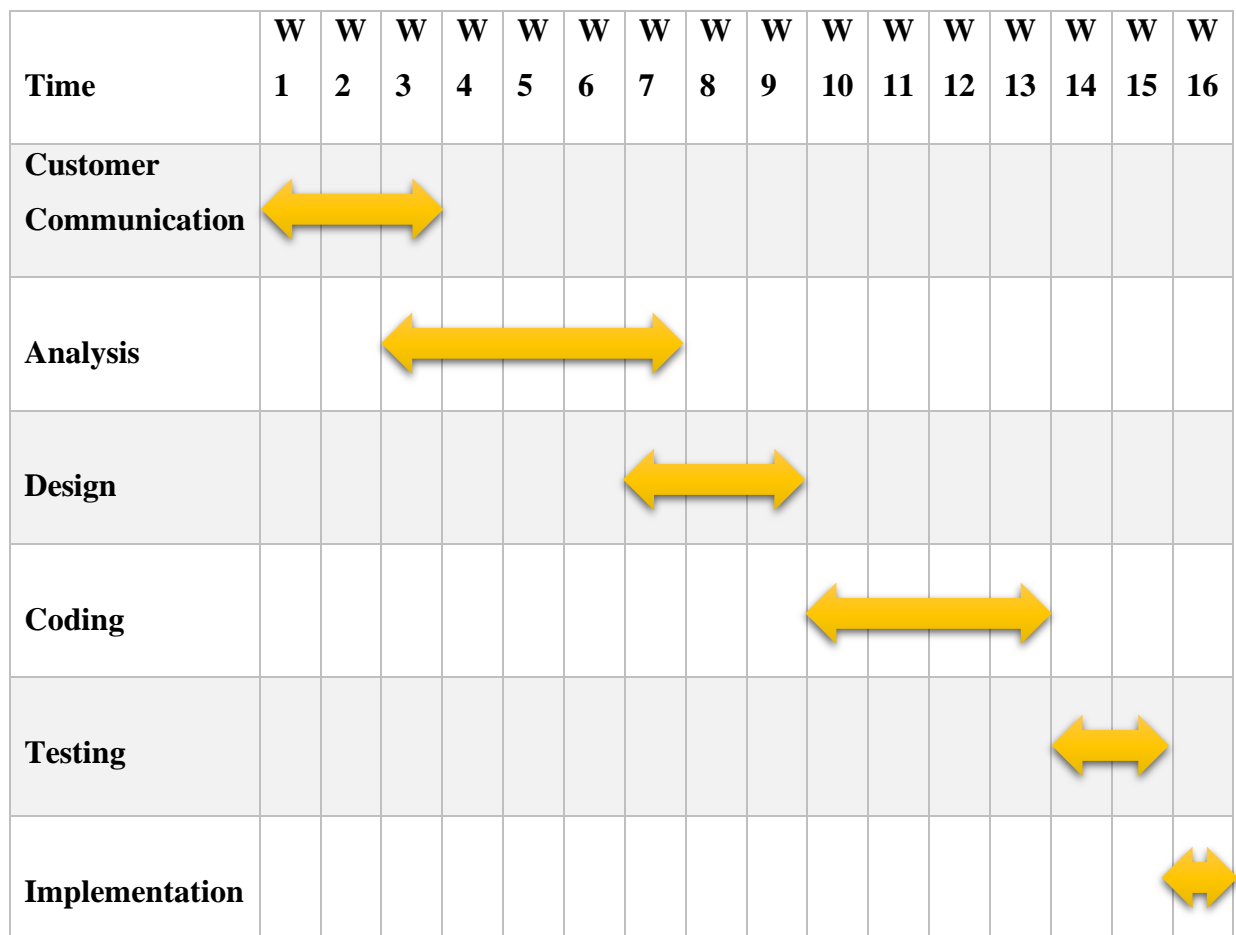 W W W W W W W W W W W W W W W W
Time 1 2 3 4 5 6 7 8 9 10 11 12 13 14 15 16
Customer
Communication
Analysis
Design
Coding
Testing
Implementation